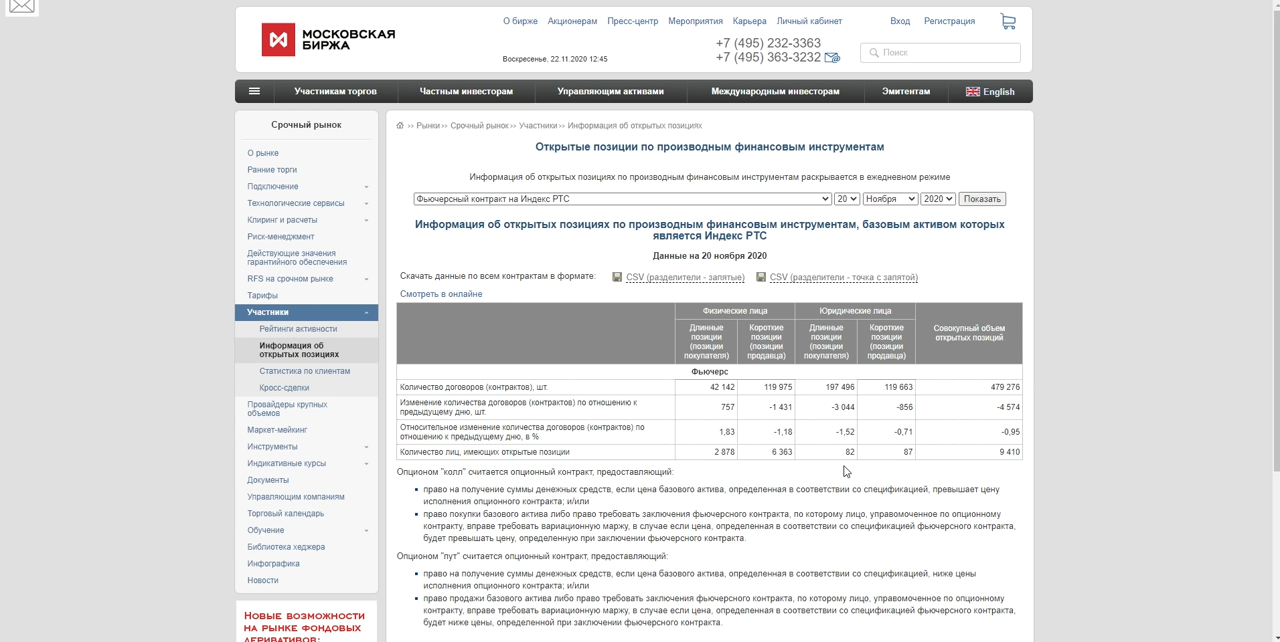 О бирже Акционерам Пресс-центр Мероприятия Карьера Личный кабинет Вход Регистрация
МОСКОВСКАЯ
БИРЖА
+7 (495) 232-3363
Воскресенье, 22.11.2020 12:45
+7 (495) 363-3232
Поиск
Участникам торгов Частным инвесторам Управляющим активами Международным инвесторам Эмитентам English
Срочный рынок
О рынке
Ранние торги
Подключение
Технологические сервисы
Клиринг и расчеты
Риск-менеджмент
Действующие значения
гарантийного обеспечения
RFS на срочном рынке
Тарифы
Участники
Рейтинги активности
Информация об
открытых позициях
Статистика по клиентам
Кросс-сделки
Провайдеры крупных
объемов
Маркет-мейкинг
Инструменты
Индикативные курсы
Документы
Управляющим компаниям
Торговый календарь
Обучение
Библиотека хеджера
Инфографика
Новости
Новые возможности
на рынке фондовых
деривативов:
›› Рынки ›› Срочный рынок ›› Участники ›› Информация об открытых позициях
Открытые позиции по производным финансовым инструментам
Информация об открытых позициях по производным финансовым инструментам раскрывается в ежедневном режиме
Фьючерсный контракт на Индекс РТС 20 Ноября 2020 Показать
Информация об открытых позициях по производным финансовым инструментам, базовым активом которых
является Индекс РТС
Данные на 20 ноября 2020
Скачать данные по всем контрактам в формате: CSV (разделители - запятые) CSV (разделители - точка с запятой)
Смотреть в онлайне
Физические лица Юридические лица
Совокупный объем
открытых позиций
Длинные Короткие Длинные Короткие
позиции позиции позиции позиции
(позиции (позиции (позиции (позиции
покупателя) продавца) покупателя) продавца)
Фьючерс
Количество договоров (контрактов), шт. 42 142 119 975 197 496 119 663 479 276
Изменение количества договоров (контрактов) по отношению к
предыдущему дню, шт. 757 -1 431 -3 044 -856 -4 574
Относительное изменение количества договоров (контрактов) по
отношению к предыдущему дню, в % 1,83 -1,18 -1,52 -0,71 -0,95
Количество лиц, имеющих открытые позиции 2 878 6 363 82 87 9 410
Опционом "колл" считается опционный контракт, предоставляющий:
право на получение суммы денежных средств, если цена базового актива, определенная в соответствии со спецификацией, превышает цену
исполнения опционного контракта; и/или
право покупки базового актива либо право требовать заключения фьючерсного контракта, по которому лицо, управомоченное по опционному
контракту, вправе требовать вариационную маржу, в случае если цена, определенная в соответствии со спецификацией фьючерсного контракта,
будет превышать цену, определенную при заключении фьючерсного контракта.
Опционом "пут" считается опционный контракт, предоставляющий:
право на получение суммы денежных средств, если цена базового актива, определенная в соответствии со спецификацией, ниже цены
исполнения опционного контракта; и/или
право продажи базового актива либо право требовать заключения фьючерсного контракта, по которому лицо, управомоченное по опционному
контракту, вправе требовать вариационную маржу, в случае если цена, определенная в соответствии со спецификацией фьючерсного контракта,
будет ниже цены, определенной при заключении фьючерсного контракта.